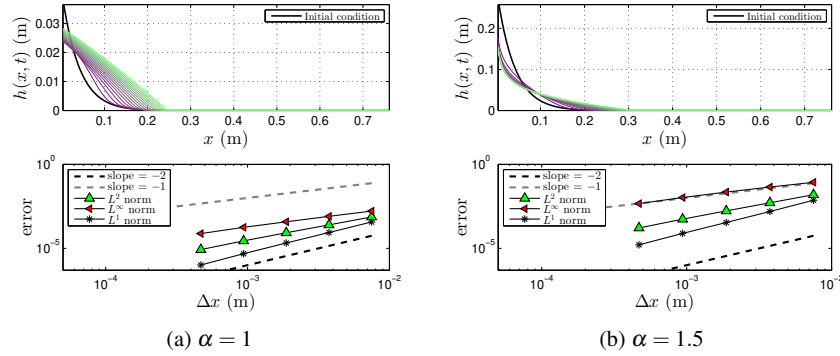 h(x, t) (m)
0.03
0.02
0.01
0
Initial condition
0.1 0.2 0.3 0.4 0.5 0.6 0.7
x (m)
error
10^0
10^-5
slope = −2
slope = −1
L^2 norm
L^∞ norm
L^1 norm
10^-4 10^-3 10^-2
Δx (m)
(a) α = 1
h(x, t) (m)
0.2
0.1
0
Initial condition
0.1 0.2 0.3 0.4 0.5 0.6 0.7
x (m)
error
10^0
10^-5
slope = −2
slope = −1
L^2 norm
L^∞ norm
L^1 norm
10^-4 10^-3 10^-2
Δx (m)
(b) α = 1.5